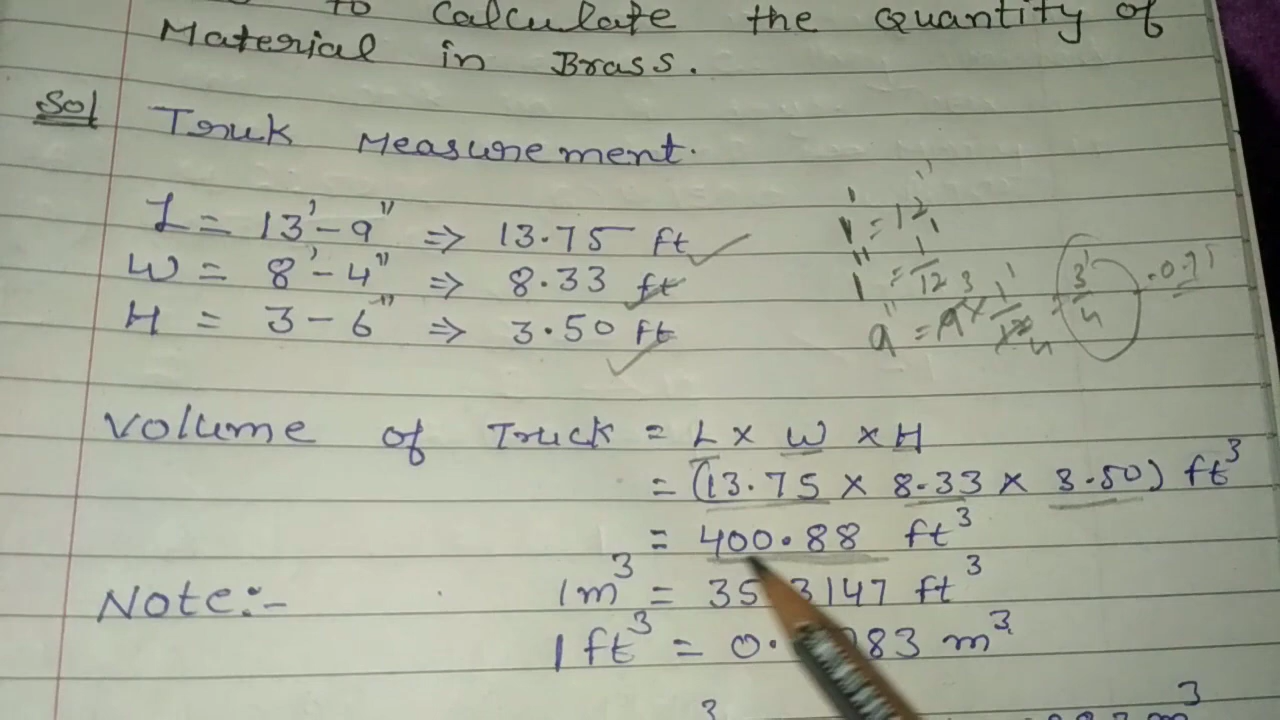 to Calculate the Quantity of
Material in Brass.
Sol Truk Measurement.
L = 13'-9" => 13.75 ft
W = 8'-4" => 8.33 ft
H = 3-6" => 3.50 ft
1' = 12"
1" = 1/12'
9" = 9 x 1/12 = 3'/4 = 0.75
Volume of Truck = L x W x H
= (13.75 x 8.33 x 3.50) ft³
= 400.88 ft³
Note:- 1m³ = 35.3147 ft³
1 ft³ = 0. 83 m³